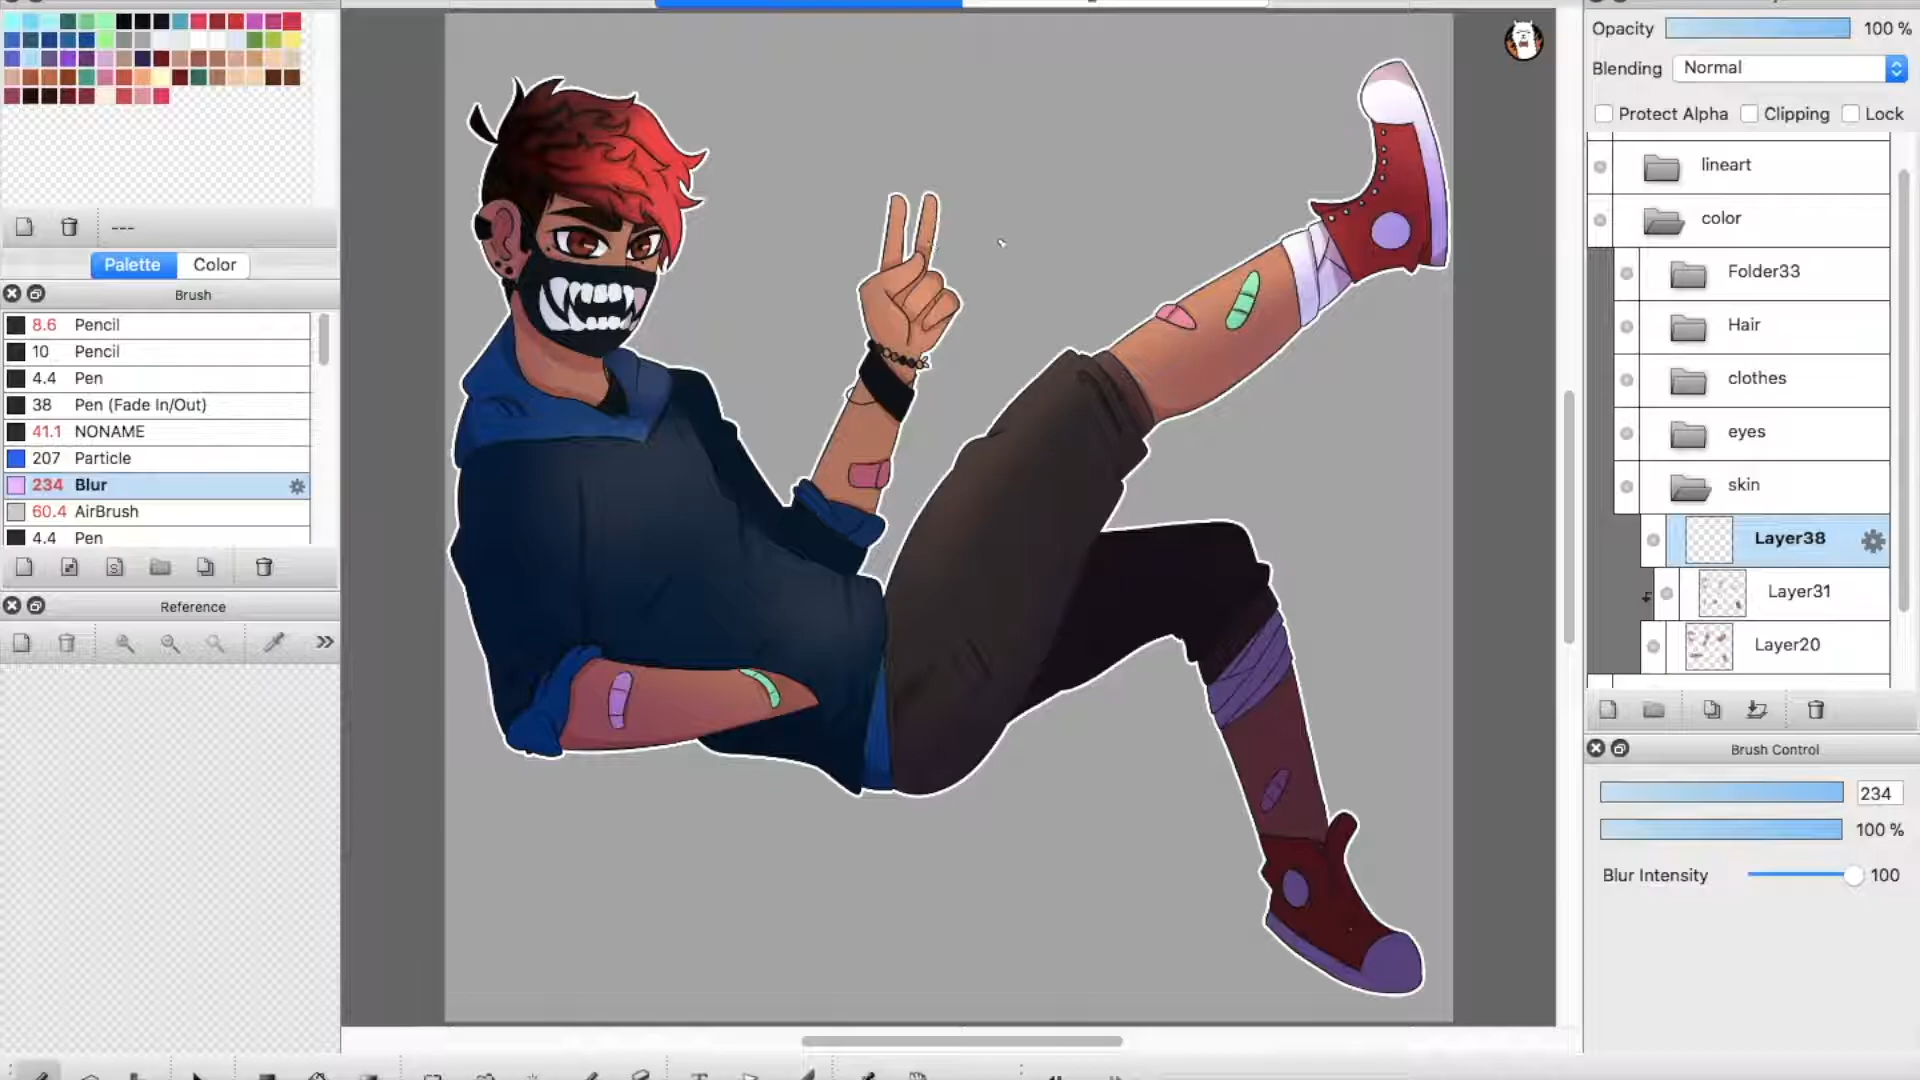 ---
Palette
Color
Brush
8.6 Pencil
10 Pencil
4.4 Pen
38 Pen (Fade In/Out)
41.1 NONAME
207 Particle
234 Blur
60.4 AirBrush
4.4 Pen
Reference
Opacity 100 %
Blending Normal
Protect Alpha Clipping Lock
lineart
color
Folder33
Hair
clothes
eyes
skin
Layer38
Layer31
Layer20
Brush Control
234
100 %
Blur Intensity 100